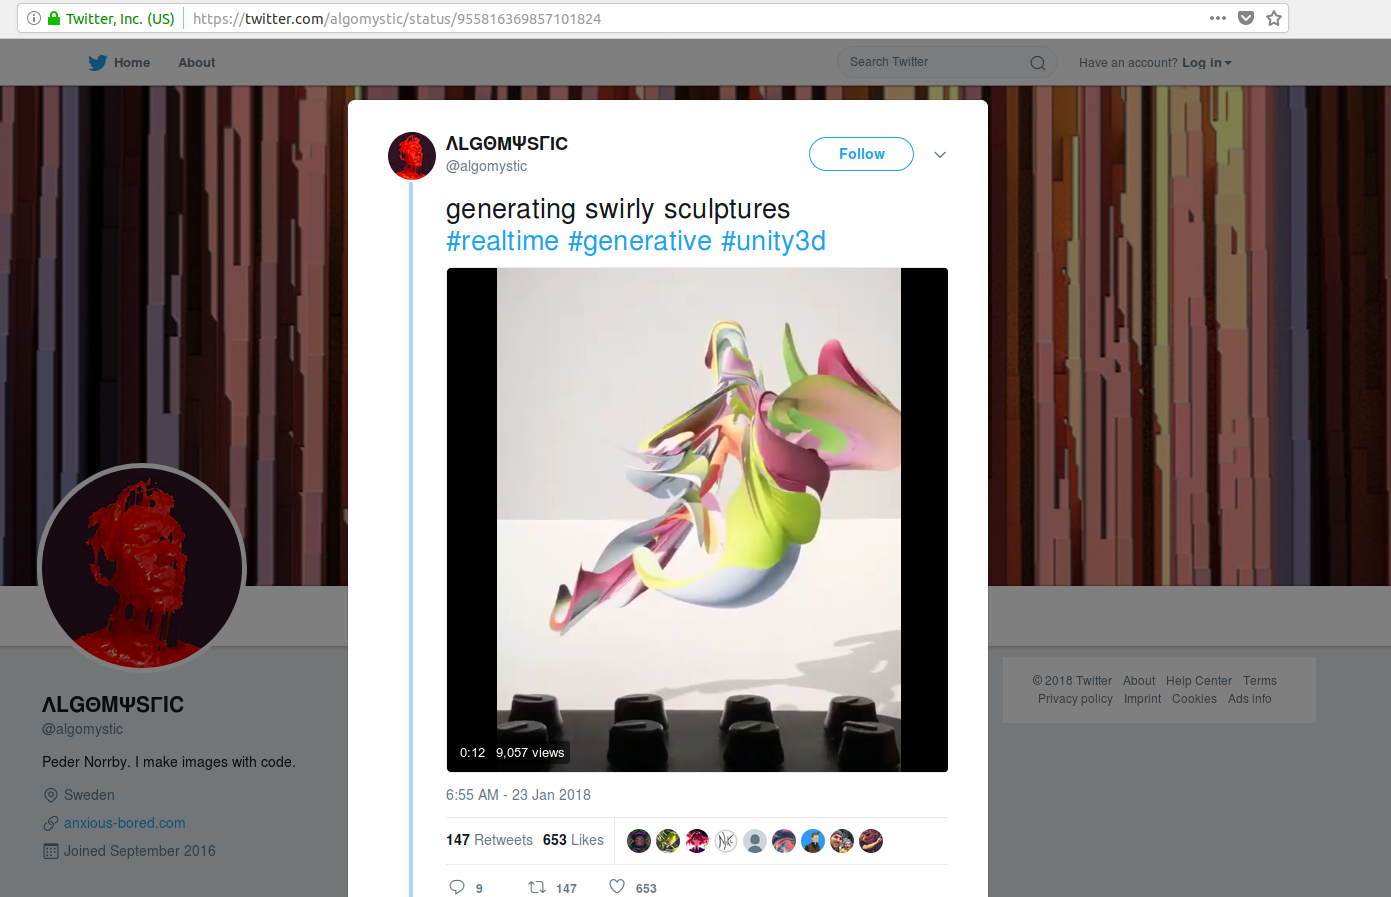 Twitter, Inc. (US) https://twitter.com/algomystic/status/955816369857101824
Home About Search Twitter Have an account? Log in
ΛLGʘMΨSΓIC
@algomystic
Follow
generating swirly sculptures
#realtime #generative #unity3d
0:12 9,057 views
6:55 AM - 23 Jan 2018
147 Retweets 653 Likes
9 147 653
ΛLGʘMΨSΓIC
@algomystic
Peder Norrby. I make images with code.
Sweden
anxious-bored.com
Joined September 2016
© 2018 Twitter About Help Center Terms
Privacy policy Imprint Cookies Ads info